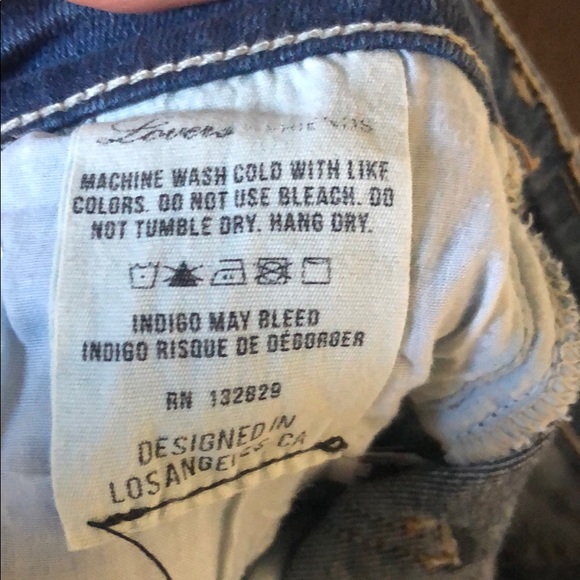 Lovers FRIENDS
MACHINE WASH COLD WITH LIKE
COLORS. DO NOT USE BLEACH. DO
NOT TUMBLE DRY. HANG DRY.
INDIGO MAY BLEED
INDIGO RISQUE DE DÉGORGER
RN 132829
DESIGNED IN
LOS ANGELES CA